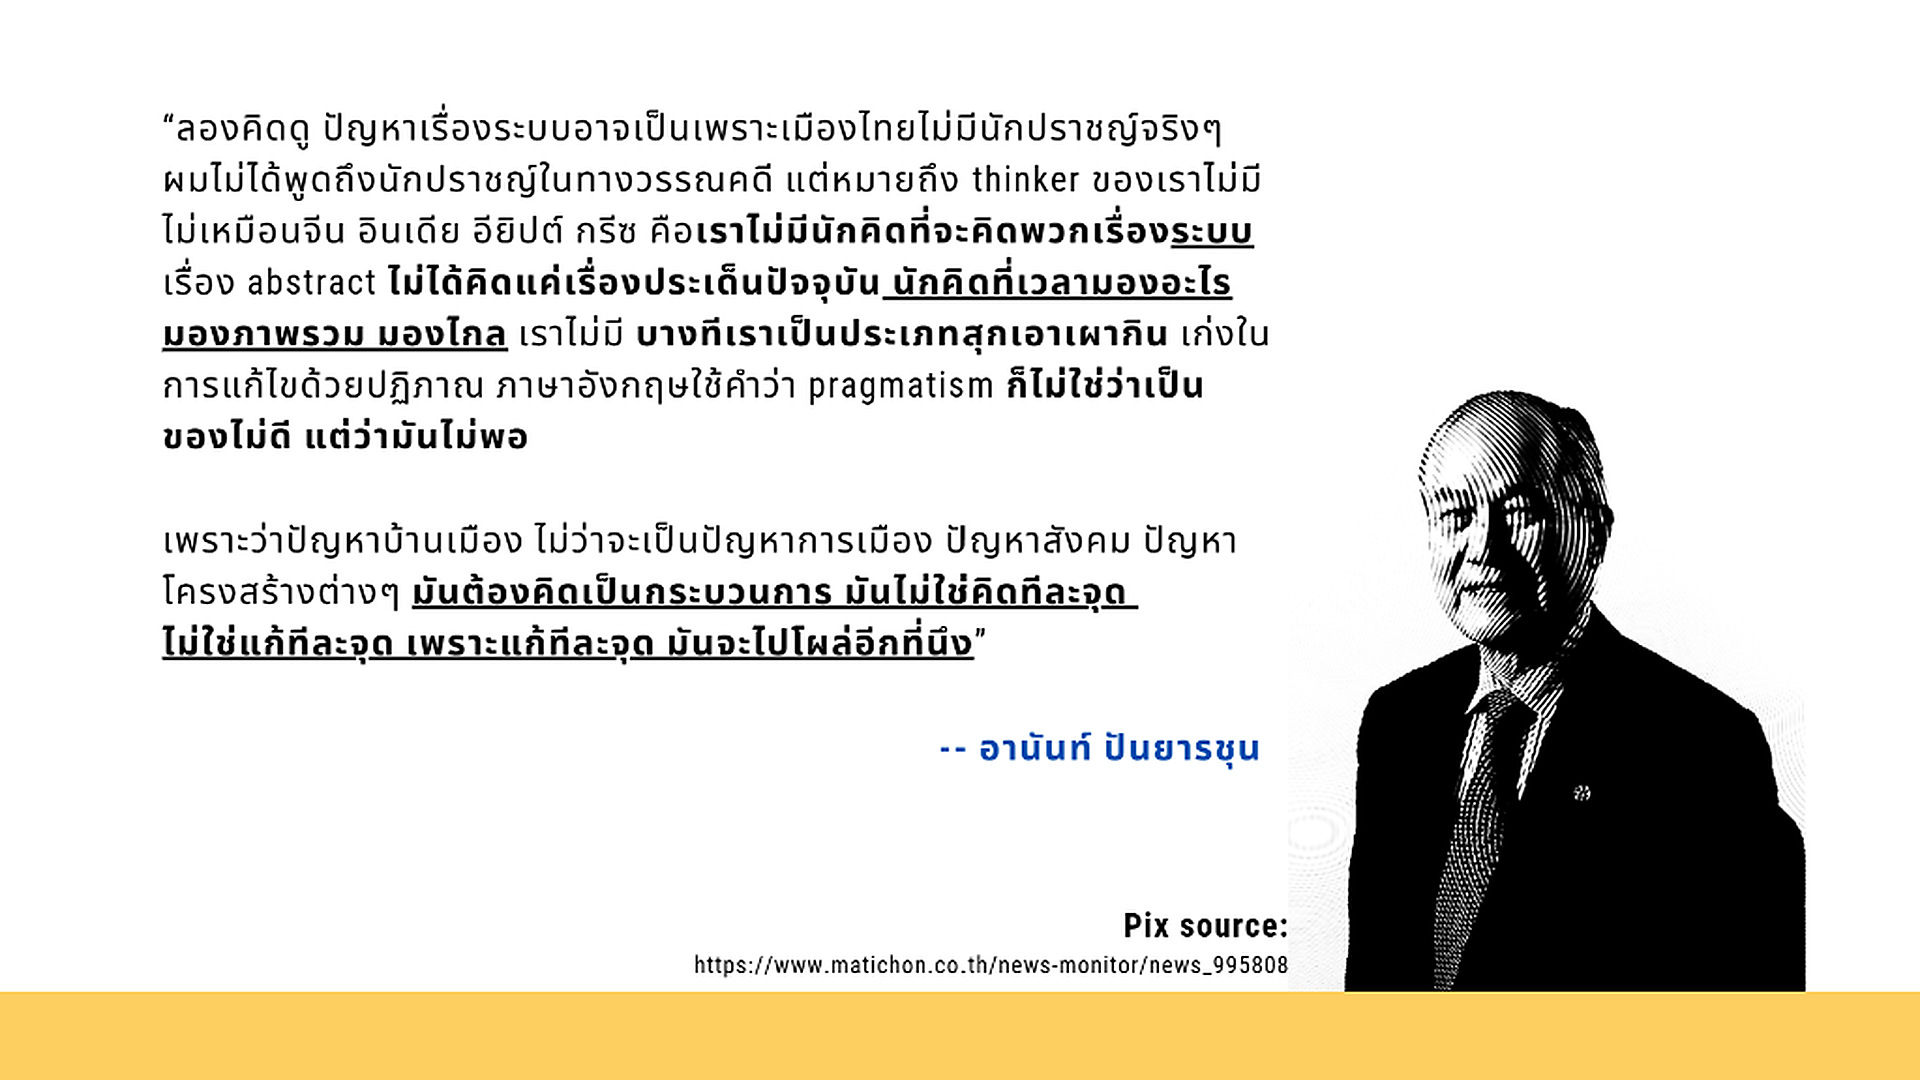 “ลองคิดดู ปัญหาเรื่องระบบอาจเป็นเพราะเมืองไทยไม่มีนักปราชญ์จริงๆ
ผมไม่ได้พูดถึงนักปราชญ์ในทางวรรณคดี แต่หมายถึง thinker ของเราไม่มี
ไม่เหมือนจีน อินเดีย อียิปต์ กรีซ คือเราไม่มีนักคิดที่จะคิดพวกเรื่องระบบ
เรื่อง abstract ไม่ได้คิดแค่เรื่องประเด็นปัจจุบัน นักคิดที่เวลามองอะไร
มองภาพรวม มองไกล เราไม่มี บางทีเราเป็นประเภทสุกเอาเผากิน เก่งใน
การแก้ไขด้วยปฏิภาณ ภาษาอังกฤษใช้คำว่า pragmatism ก็ไม่ใช่ว่าเป็น
ของไม่ดี แต่ว่ามันไม่พอ
เพราะว่าปัญหาบ้านเมือง ไม่ว่าจะเป็นปัญหาการเมือง ปัญหาสังคม ปัญหา
โครงสร้างต่างๆ มันต้องคิดเป็นกระบวนการ มันไม่ใช่คิดทีละจุด
ไม่ใช่แก้ทีละจุด เพราะแก้ทีละจุด มันจะไปโผล่อีกที่นึง”
-- อานันท์ ปันยารชุน
Pix source:
https://www.matichon.co.th/news-monitor/news_995808